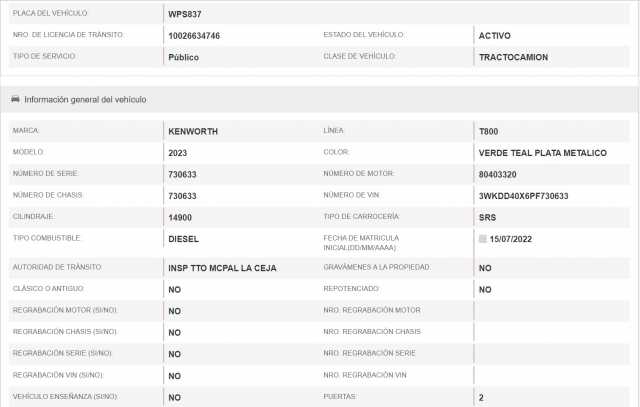 PLACA DEL VEHÍCULO: WPS837
NRO. DE LICENCIA DE TRÁNSITO: 10026634746 ESTADO DEL VEHÍCULO: ACTIVO
TIPO DE SERVICIO: Público CLASE DE VEHÍCULO: TRACTOCAMION
Información general del vehículo
MARCA: KENWORTH LÍNEA: T800
MODELO: 2023 COLOR: VERDE TEAL PLATA METALICO
NÚMERO DE SERIE: 730633 NÚMERO DE MOTOR: 80403320
NÚMERO DE CHASIS: 730633 NÚMERO DE VIN: 3WKDD40X6PF730633
CILINDRAJE: 14900 TIPO DE CARROCERÍA: SRS
TIPO COMBUSTIBLE: DIESEL FECHA DE MATRICULA
INICIAL(DD/MM/AAAA): 15/07/2022
AUTORIDAD DE TRÁNSITO: INSP TTO MCPAL LA CEJA GRAVÁMENES A LA PROPIEDAD: NO
CLÁSICO O ANTIGUO: NO REPOTENCIADO: NO
REGRABACIÓN MOTOR (SI/NO): NO NRO. REGRABACIÓN MOTOR
REGRABACIÓN CHASIS (SI/NO): NO NRO. REGRABACIÓN CHASIS
REGRABACIÓN SERIE (SI/NO): NO NRO. REGRABACIÓN SERIE
REGRABACIÓN VIN (SI/NO): NO NRO. REGRABACIÓN VIN
VEHÍCULO ENSEÑANZA (SI/NO): NO PUERTAS: 2